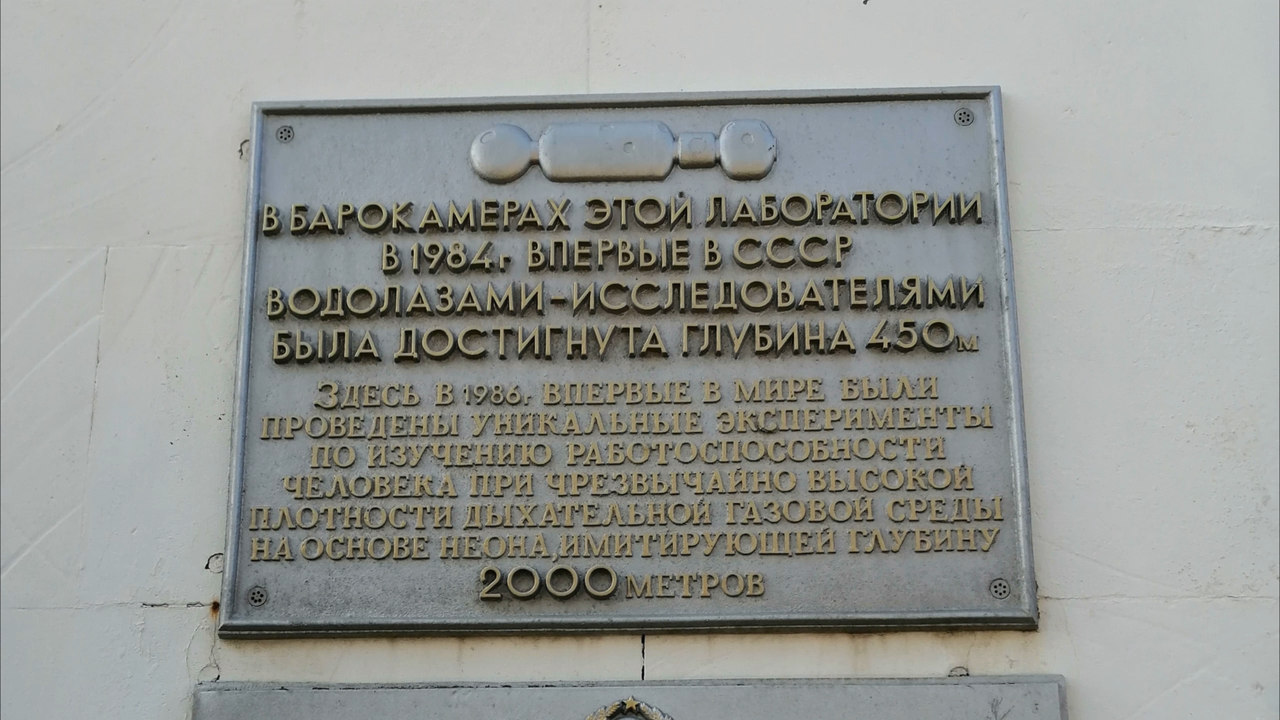 В БАРОКАМЕРАХ ЭТОЙ ЛАБОРАТОРИИ
В 1984г ВПЕРВЫЕ В СССР
ВОДОЛАЗАМИ-ИССЛЕДОВАТЕЛЯМИ
БЫЛА ДОСТИГНУТА ГЛУБИНА 450м
ЗДЕСЬ В 1986г. ВПЕРВЫЕ В МИРЕ БЫЛИ
ПРОВЕДЕНЫ УНИКАЛЬНЫЕ ЭКСПЕРИМЕНТЫ
ПО ИЗУЧЕНИЮ РАБОТОСПОСОБНОСТИ
ЧЕЛОВЕКА ПРИ ЧРЕЗВЫЧАЙНО ВЫСОКОЙ
ПЛОТНОСТИ ДЫХАТЕЛЬНОЙ ГАЗОВОЙ СРЕДЫ
НА ОСНОВЕ НЕОНА, ИМИТИРУЮЩЕЙ ГЛУБИНУ
2000 МЕТРОВ